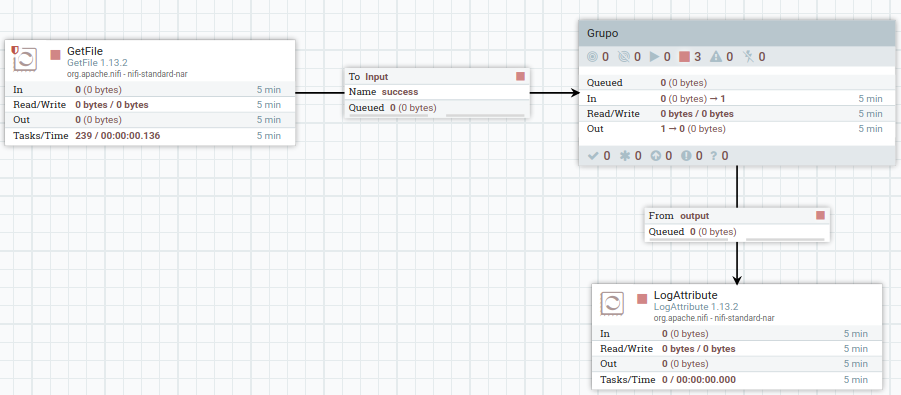 GetFile
GetFile 1.13.2
org.apache.nifi - nifi-standard-nar
In 0 (0 bytes) 5 min
Read/Write 0 bytes / 0 bytes 5 min
Out 0 (0 bytes) 5 min
Tasks/Time 239 / 00:00:00.136 5 min
To Input
Name success
Queued 0 (0 bytes)
Grupo
0 0 0 3 0 0
Queued 0 (0 bytes)
In 0 (0 bytes) → 1 5 min
Read/Write 0 bytes / 0 bytes 5 min
Out 1 → 0 (0 bytes) 5 min
0 0 0 0 ? 0
From output
Queued 0 (0 bytes)
LogAttribute
LogAttribute 1.13.2
org.apache.nifi - nifi-standard-nar
In 0 (0 bytes) 5 min
Read/Write 0 bytes / 0 bytes 5 min
Out 0 (0 bytes) 5 min
Tasks/Time 0 / 00:00:00.000 5 min